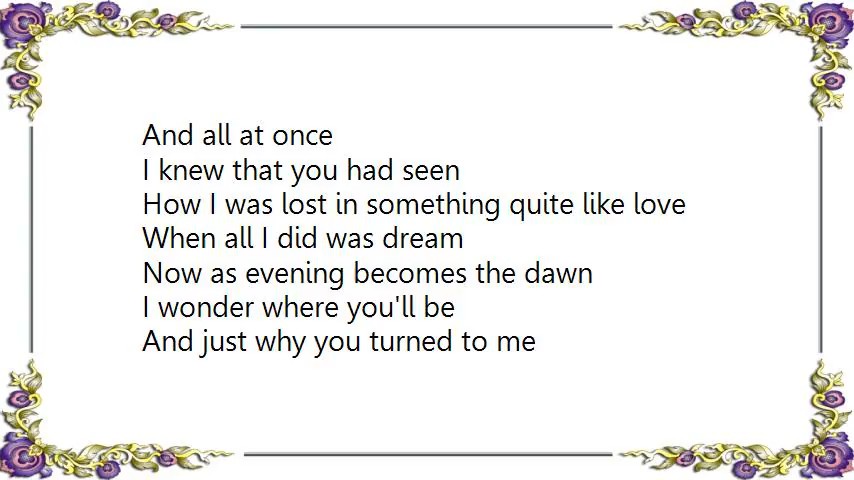 And all at once
I knew that you had seen
How I was lost in something quite like love
When all I did was dream
Now as evening becomes the dawn
I wonder where you'll be
And just why you turned to me